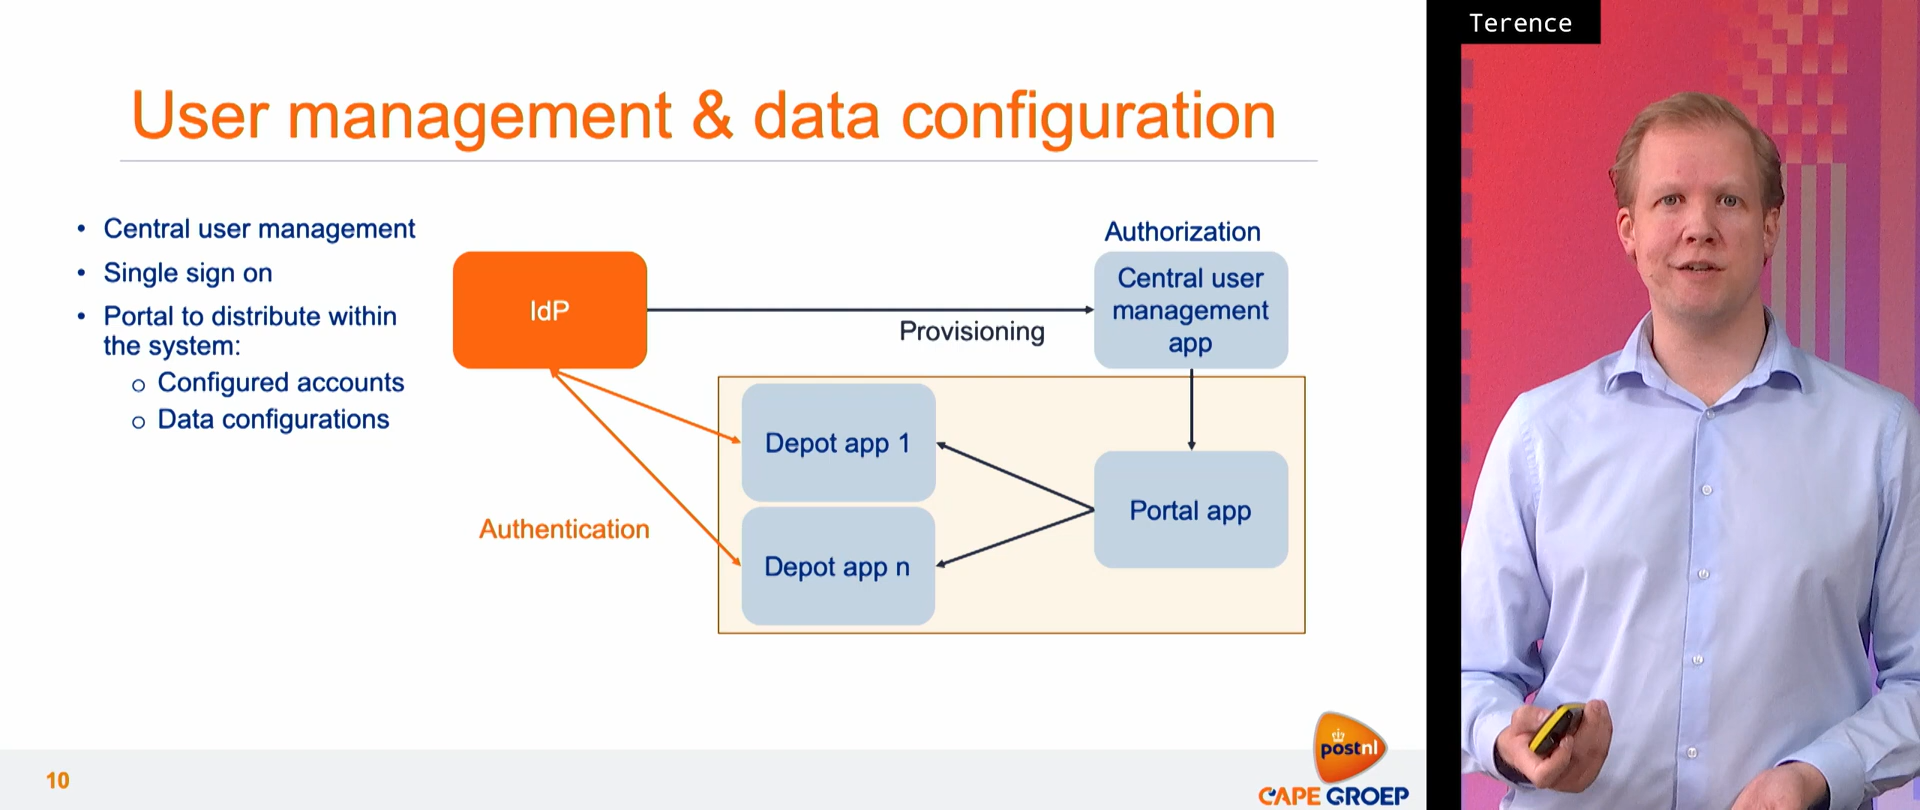 Terence
User management & data configuration
• Central user management
• Single sign on
• Portal to distribute within
the system:
o Configured accounts
o Data configurations
IdP
Provisioning
Authorization
Central user
management
app
Depot app 1
Depot app n
Portal app
Authentication
10
postnl
CAPE GROEP